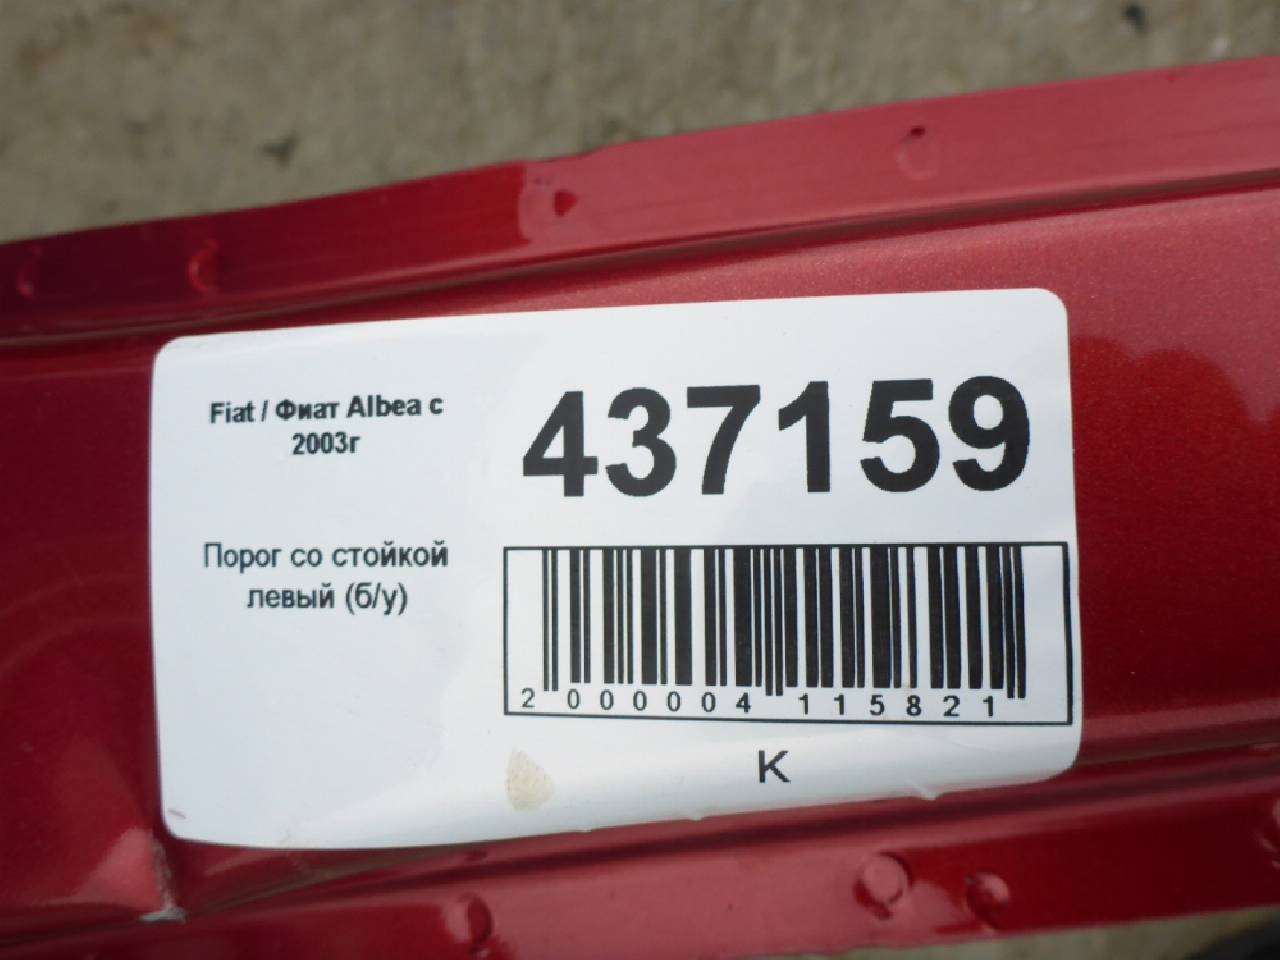 Fiat / Фиат Albea с
2003г
437159
Порог со стойкой
левый (б/у)
2 000004 115821
K